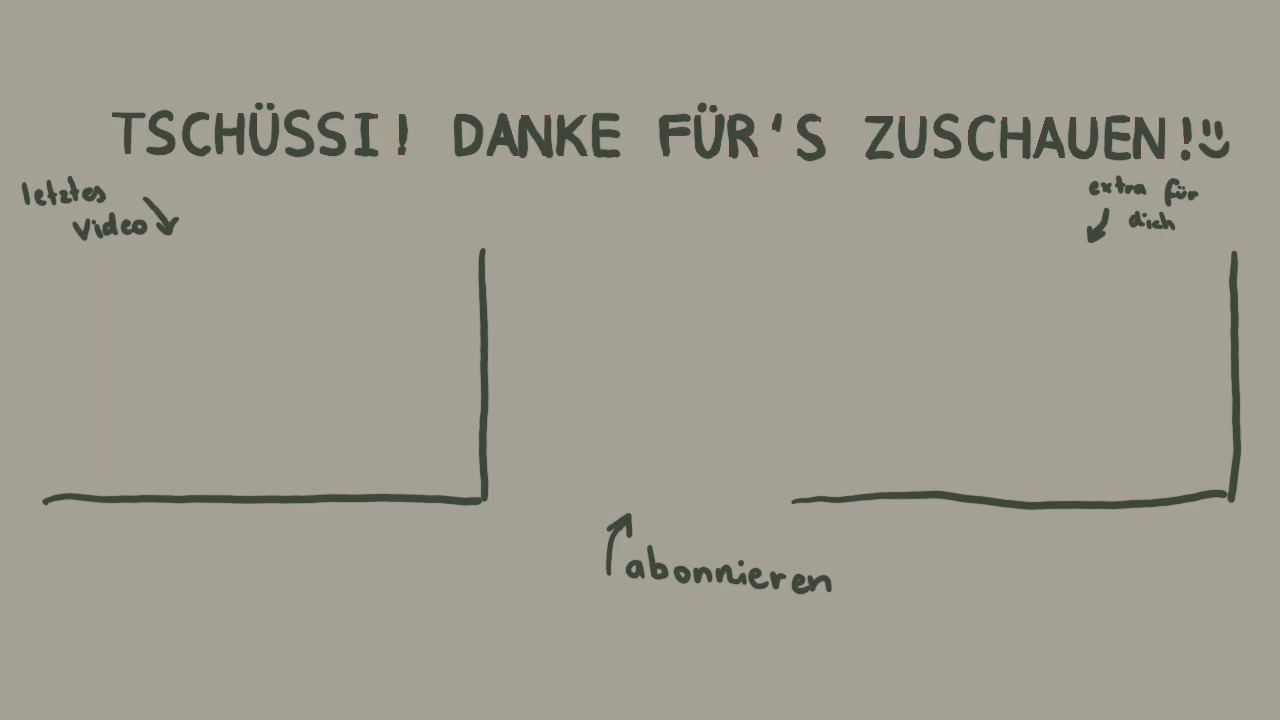 TSCHÜSSI! DANKE FÜR'S ZUSCHAUEN!
letztes
Video
extra für
dich
abonnieren